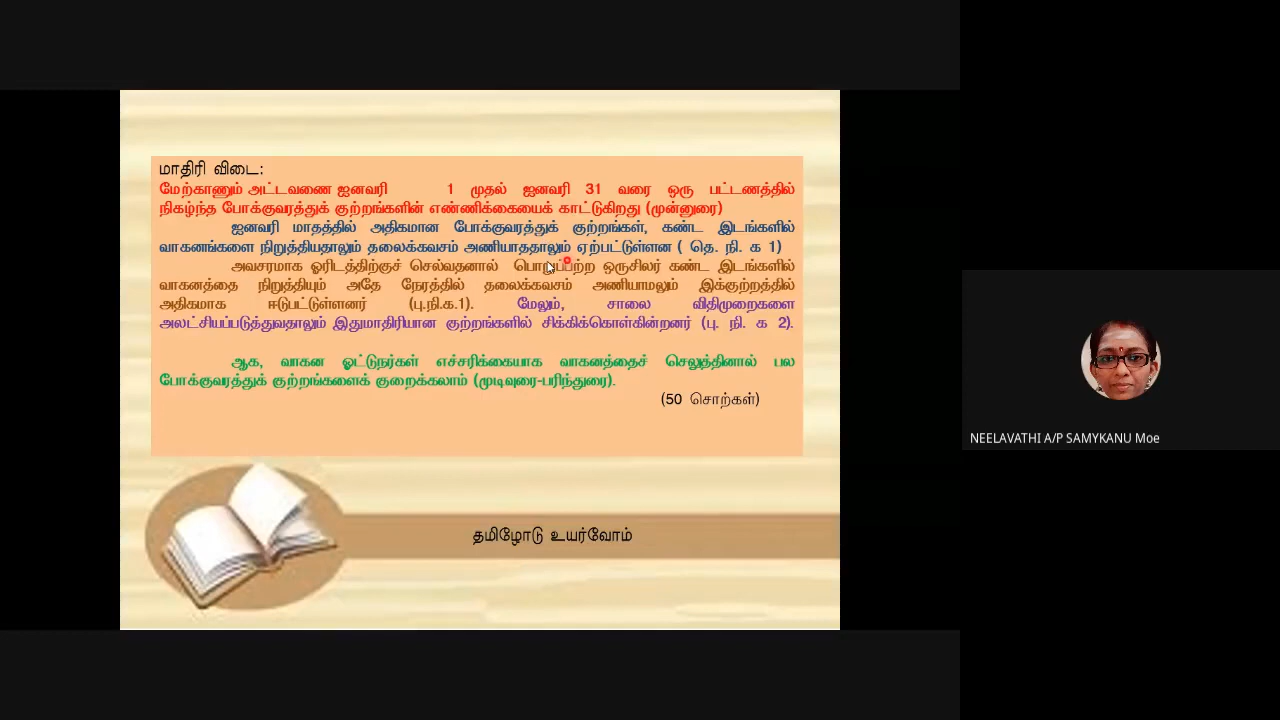 மாதிரி விடை:
மேற்காணும் அட்டவணை ஜனவரி 1 முதல் ஜனவரி 31 வரை ஒரு பட்டணத்தில்
நிகழ்ந்த போக்குவரத்துக் குற்றங்களின் எண்ணிக்கையைக் காட்டுகிறது (முன்னுரை)
ஜனவரி மாதத்தில் அதிகமான போக்குவரத்துக் குற்றங்கள், கண்ட இடங்களில்
வாகனங்களை நிறுத்தியதாலும் தலைக்கவசம் அணியாததாலும் ஏற்பட்டுள்ளன ( தெ. நி. க 1)
அவசரமாக ஓரிடத்திற்குச் செல்வதனால் பொறுப்பற்ற ஒருசிலர் கண்ட இடங்களில்
வாகனத்தை நிறுத்தியும் அதே நேரத்தில் தலைக்கவசம் அணியாமலும் இக்குற்றத்தில்
அதிகமாக ஈடுபட்டுள்ளனர் (பு.நி.க.1). மேலும், சாலை விதிமுறைகளை
அலட்சியப்படுத்துவதாலும் இதுமாதிரியான குற்றங்களில் சிக்கிக்கொள்கின்றனர் (பு. நி. க 2).
ஆக, வாகன ஓட்டுநர்கள் எச்சரிக்கையாக வாகனத்தைச் செலுத்தினால் பல
போக்குவரத்துக் குற்றங்களைக் குறைக்கலாம் (முடிவுரை-பரிந்துரை).
(50 சொற்கள்)
தமிழோடு உயர்வோம்
NEELAVATHI A/P SAMYKANU Moe